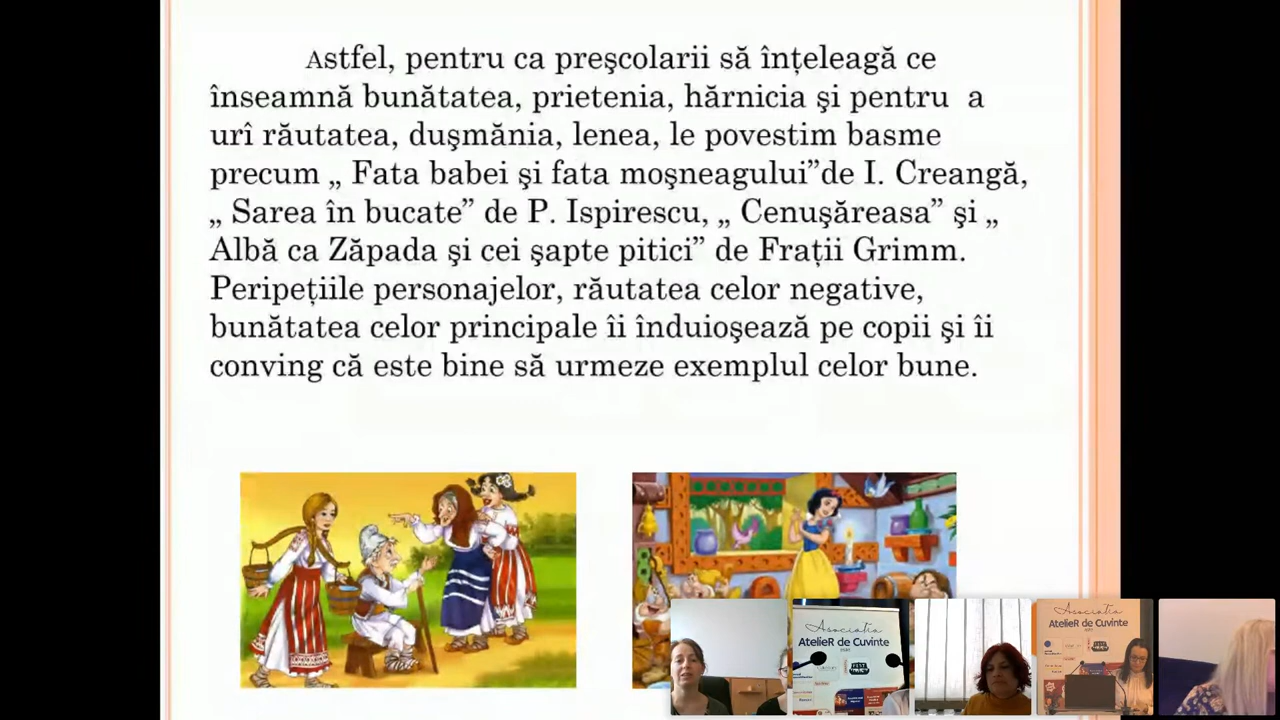 Astfel, pentru ca preşcolarii să înţeleagă ce
înseamnă bunătatea, prietenia, hărnicia şi pentru  a
urî răutatea, duşmănia, lenea, le povestim basme
precum „ Fata babei şi fata moşneagului”de I. Creangă,
„ Sarea în bucate” de P. Ispirescu, „ Cenuşăreasa” şi „
Albă ca Zăpada şi cei şapte pitici” de Fraţii Grimm.
Peripeţiile personajelor, răutatea celor negative,
bunătatea celor principale îi înduioşează pe copii şi îi
conving că este bine să urmeze exemplul celor bune.
Asociatia
AtelieR de Cuvinte
Asociatia
AtelieR de Cuvinte